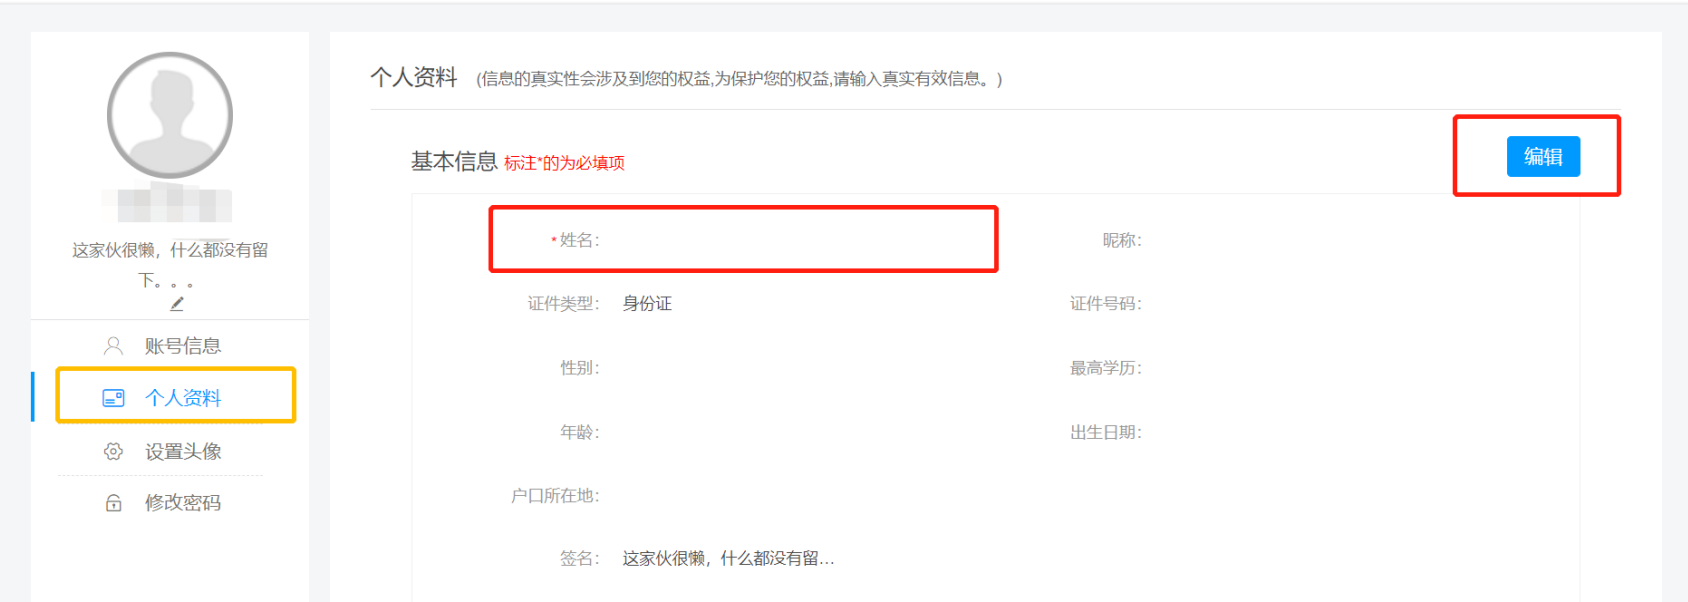 这家伙很懒，什么都没有留
下。。。
账号信息
个人资料
设置头像
修改密码
个人资料 (信息的真实性会涉及到您的权益,为保护您的权益,请输入真实有效信息。)
基本信息 标注*的为必填项
编辑
*姓名：
昵称：
证件类型： 身份证
证件号码：
性别：
最高学历：
年龄：
出生日期：
户口所在地：
签名： 这家伙很懒，什么都没有留...